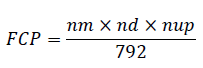 FCP = nm × nd × nup / 792